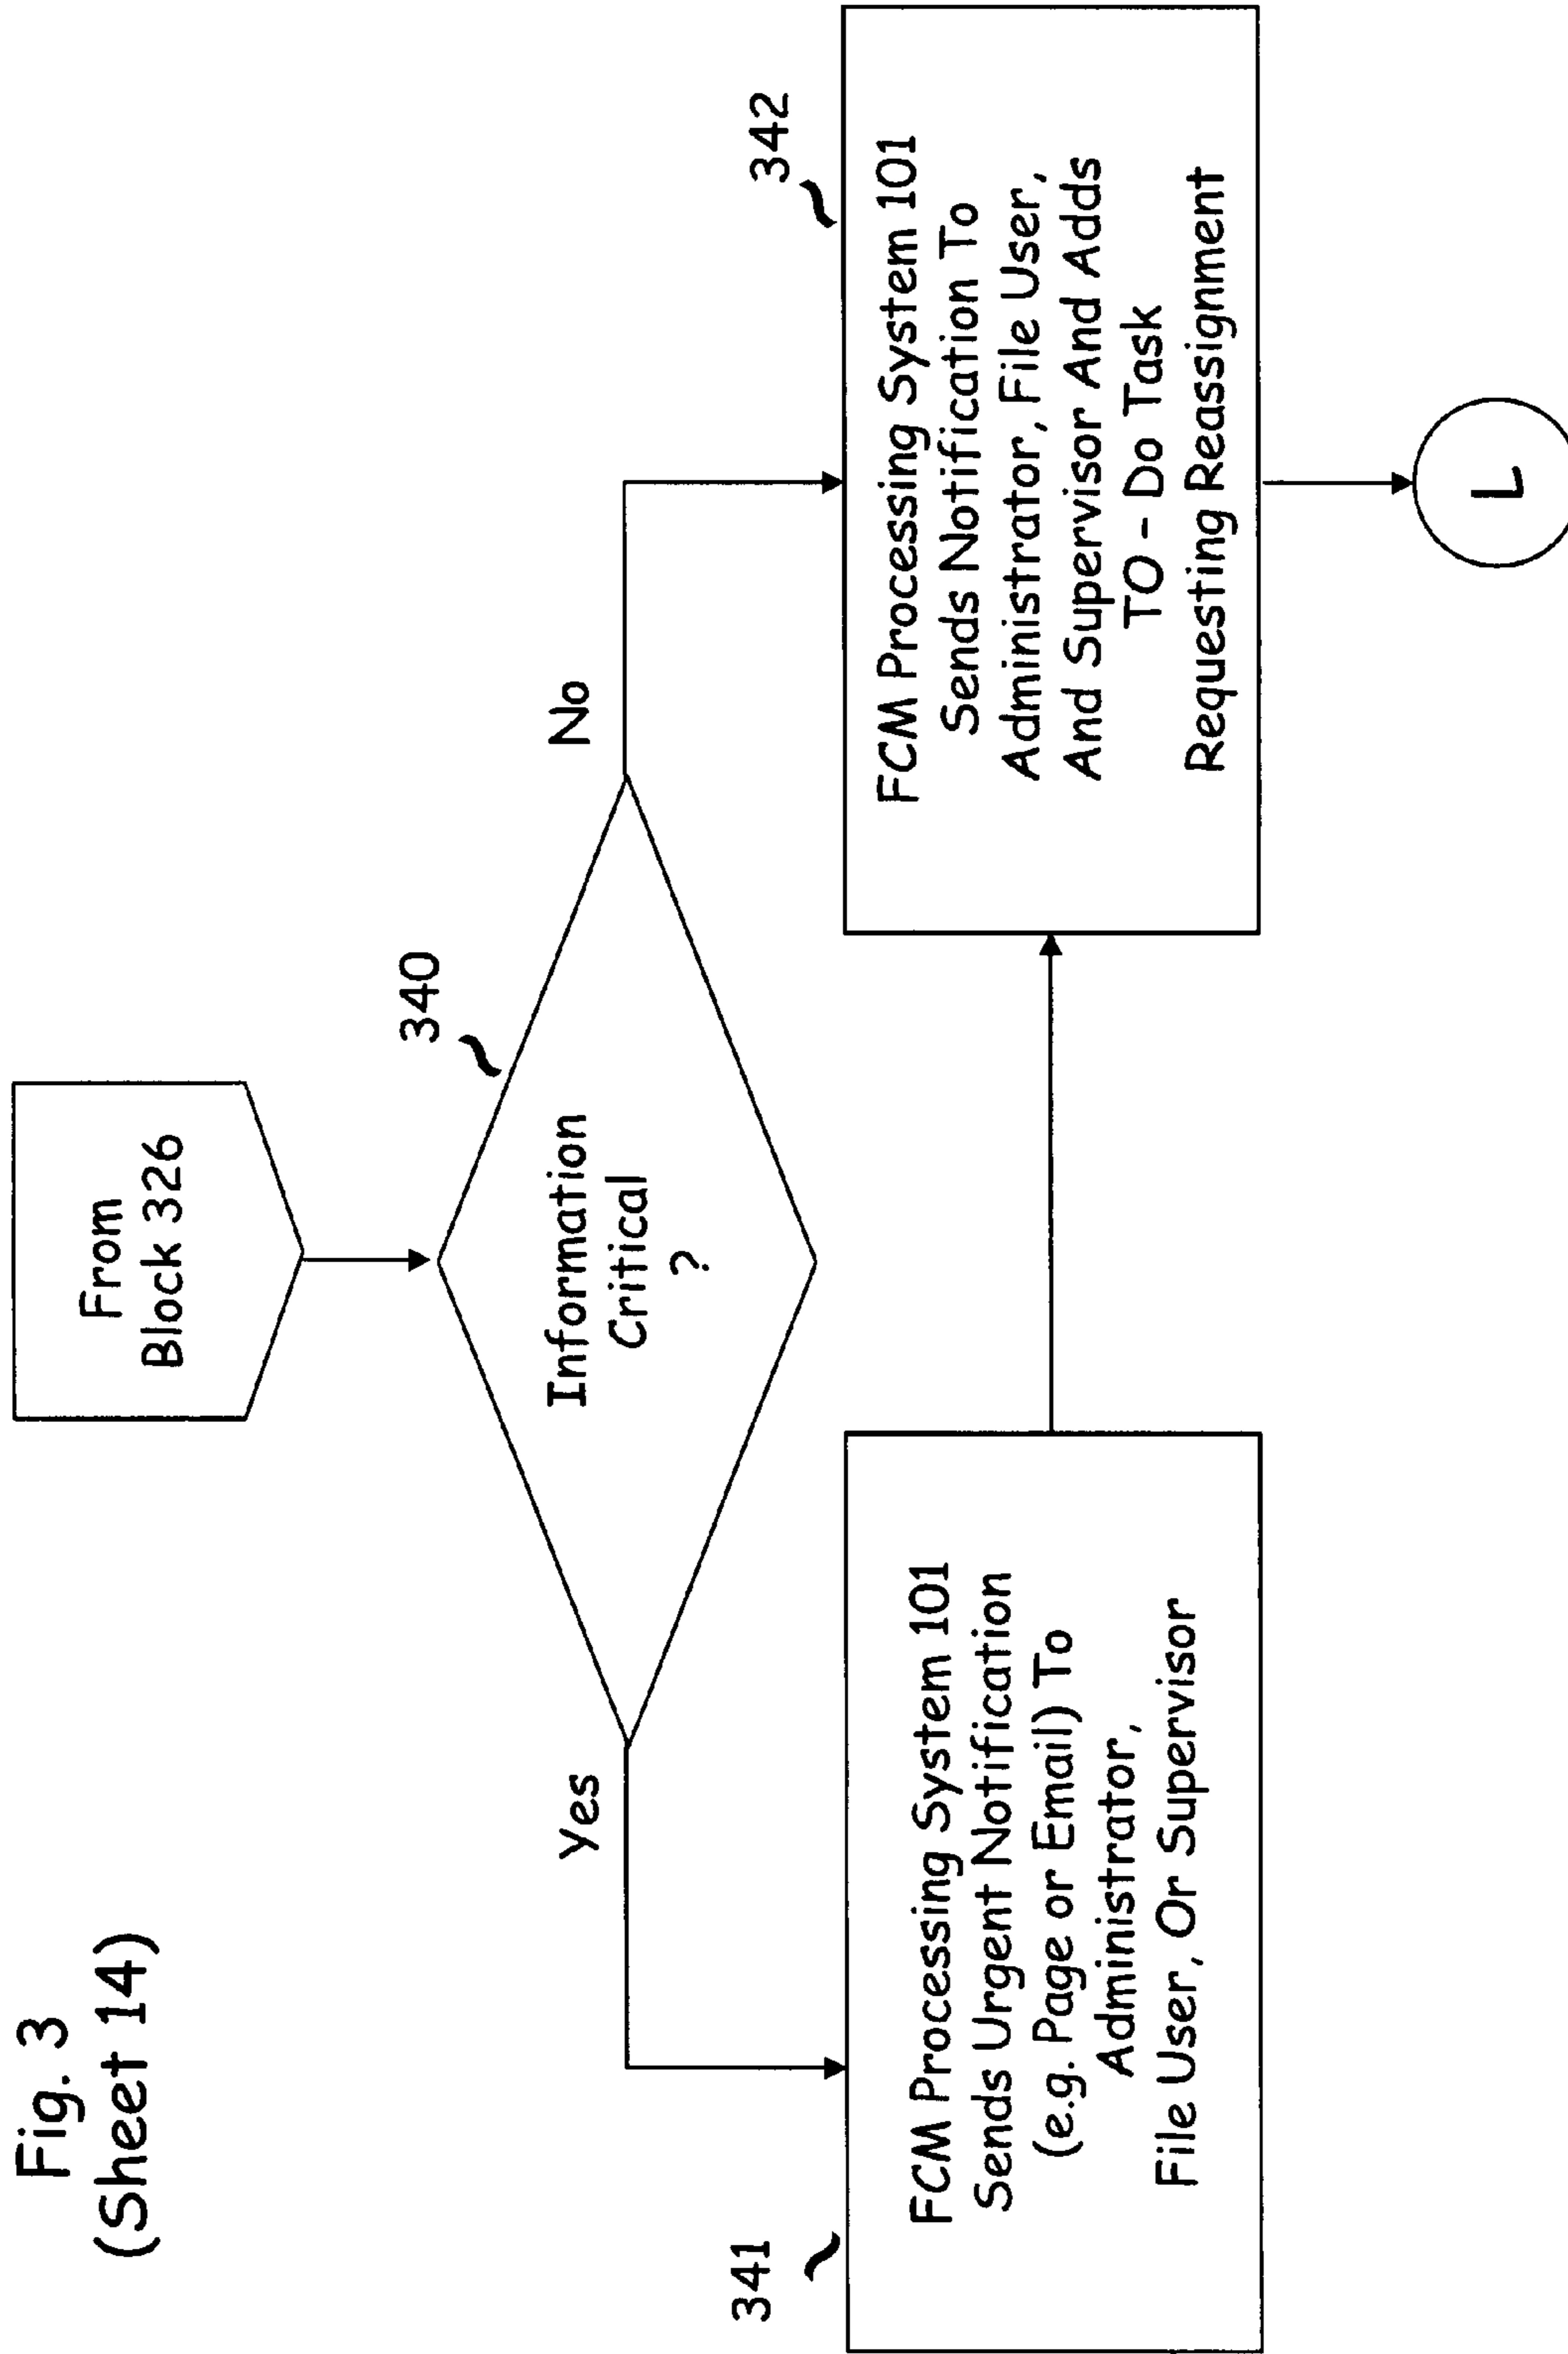 Fig. 3
(Sheet 14)
From
Block 326
340
Information
Critical
?
Yes
No
341
FCM Processing System 101
Sends Urgent Notification
(e.g. Page or Email) To
Administrator,
File User, Or Supervisor
342
FCM Processing System 101
Sends Notification To
Administrator, File User,
And Supervisor And Adds
TO - Do Task
Requesting Reassignment
L